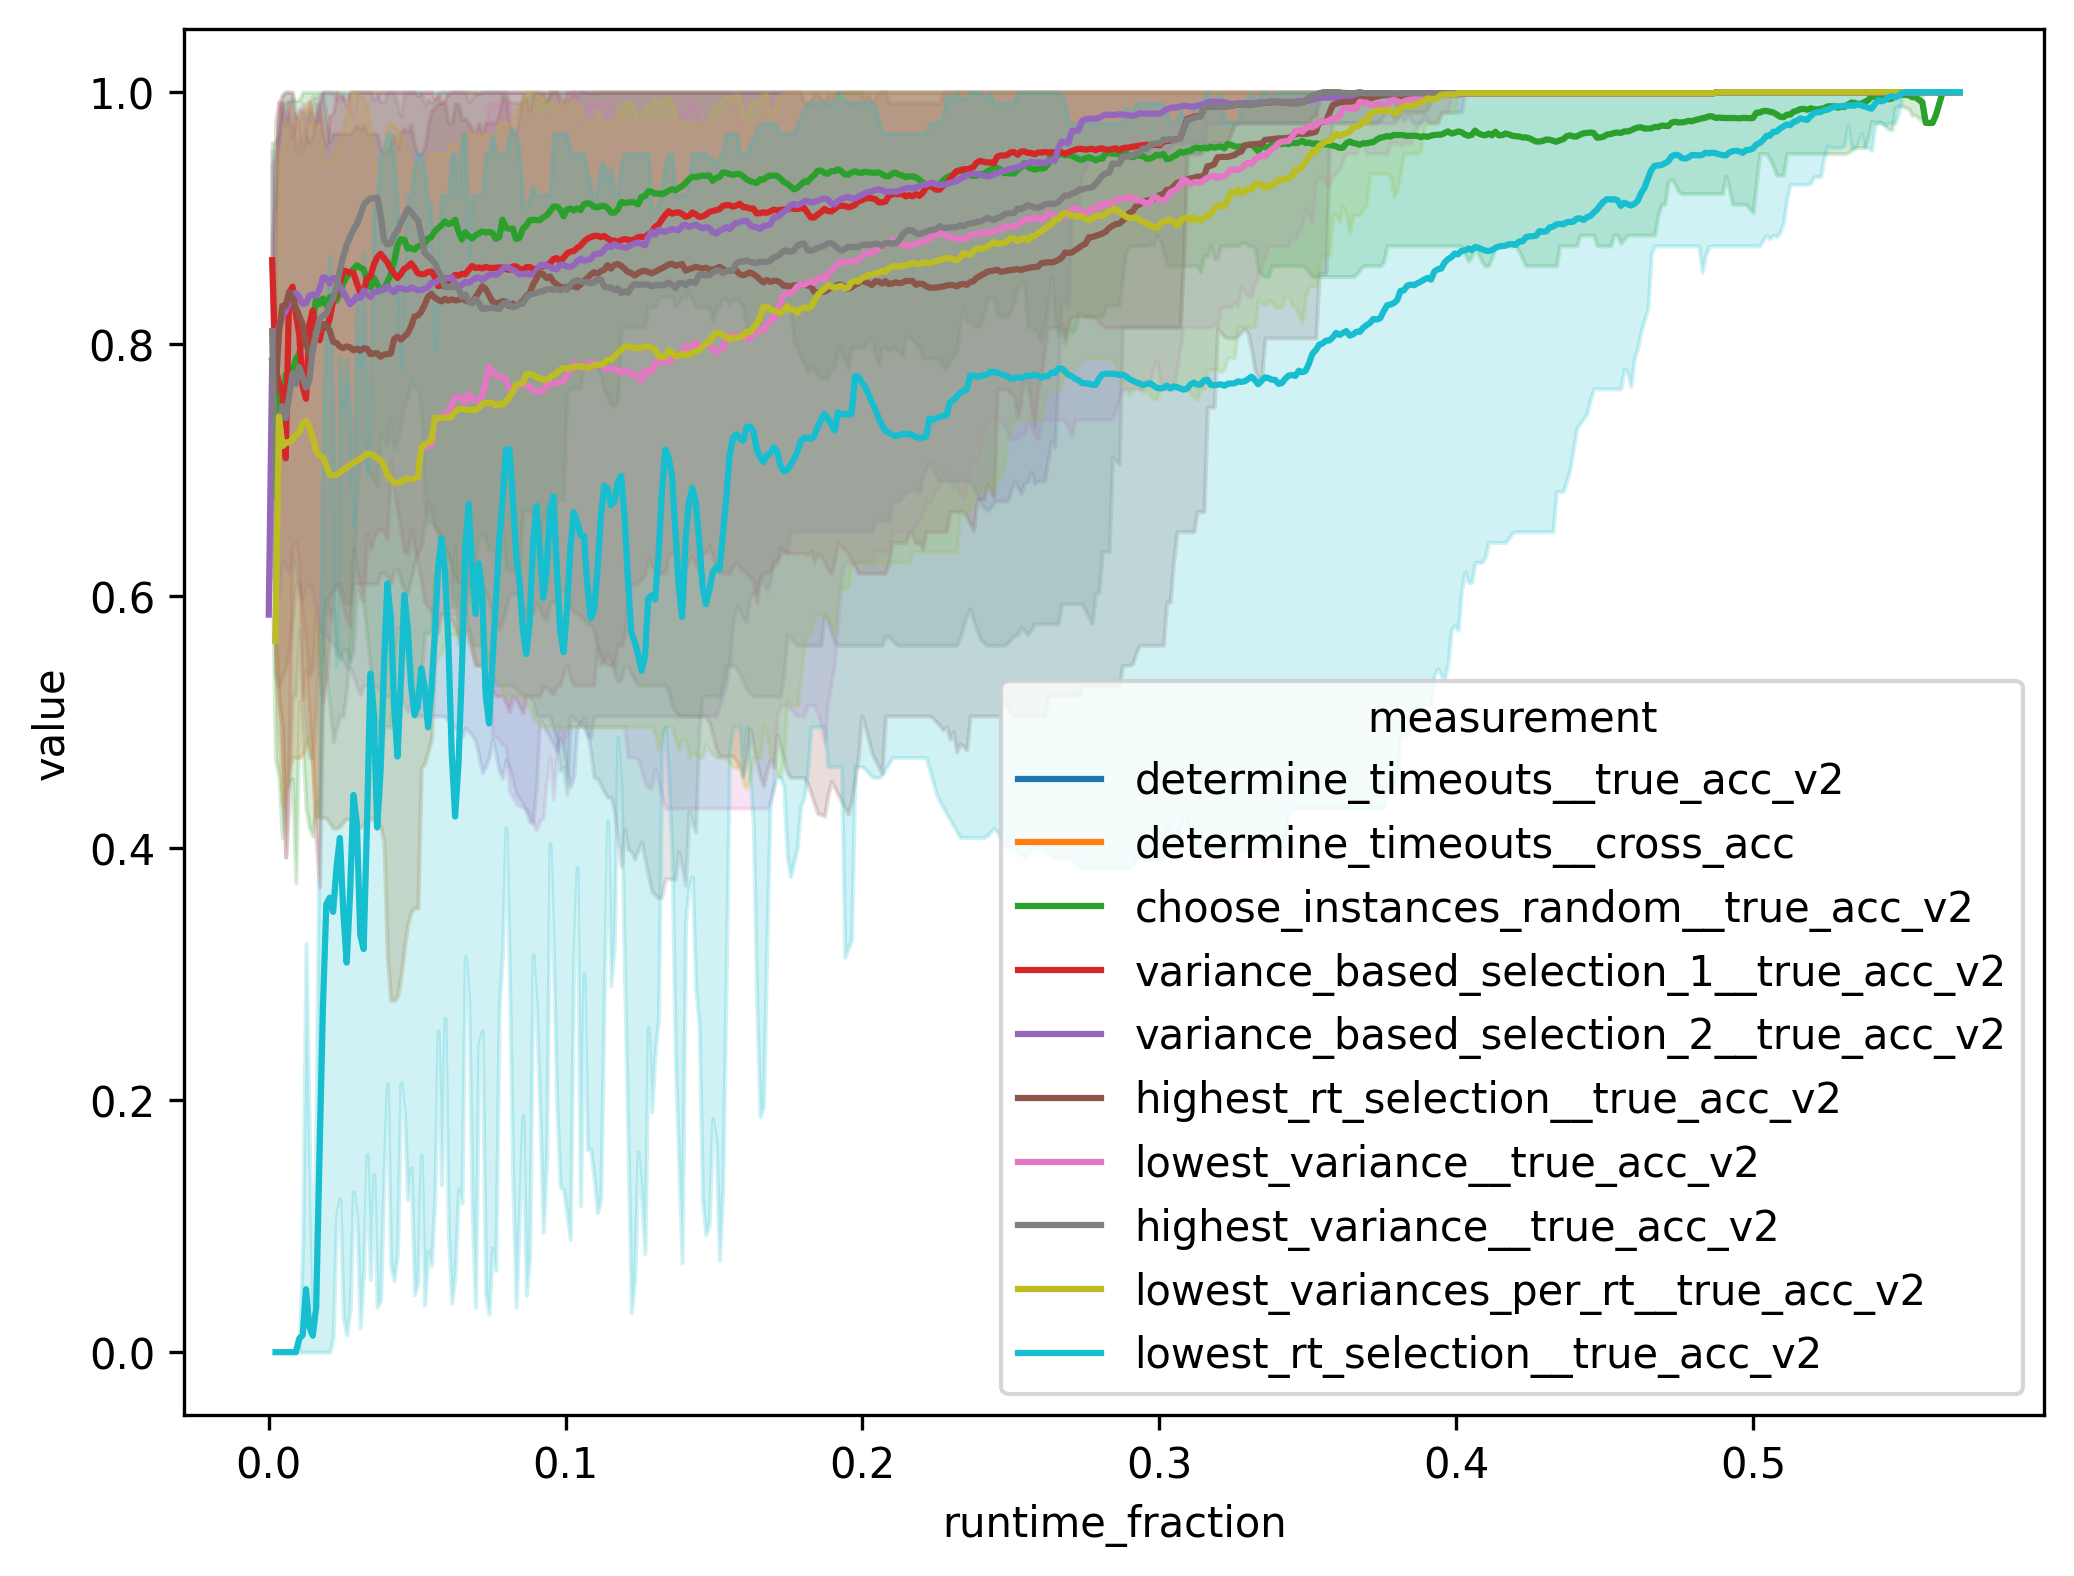 1.0
0.8
0.6
0.4
0.2
0.0
value
0.0 0.1 0.2 0.3 0.4 0.5
runtime_fraction
measurement
determine_timeouts__true_acc_v2
determine_timeouts__cross_acc
choose_instances_random__true_acc_v2
variance_based_selection_1__true_acc_v2
variance_based_selection_2__true_acc_v2
highest_rt_selection__true_acc_v2
lowest_variance__true_acc_v2
highest_variance__true_acc_v2
lowest_variances_per_rt__true_acc_v2
lowest_rt_selection__true_acc_v2